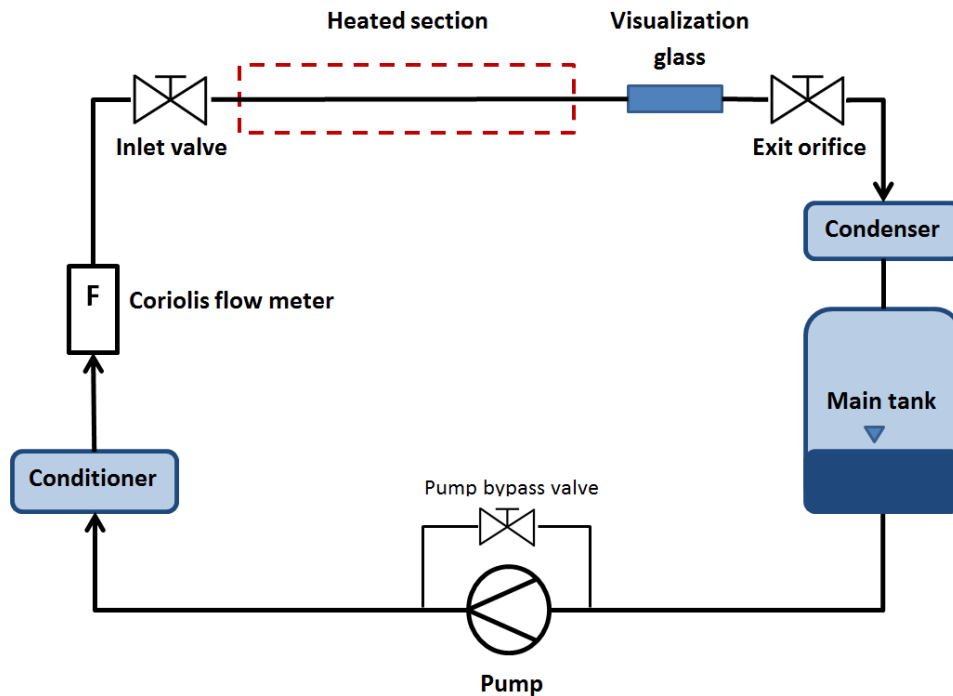 Heated section
Visualization
glass
Inlet valve
Exit orifice
Condenser
F
Coriolis flow meter
Main tank
Conditioner
Pump bypass valve
Pump